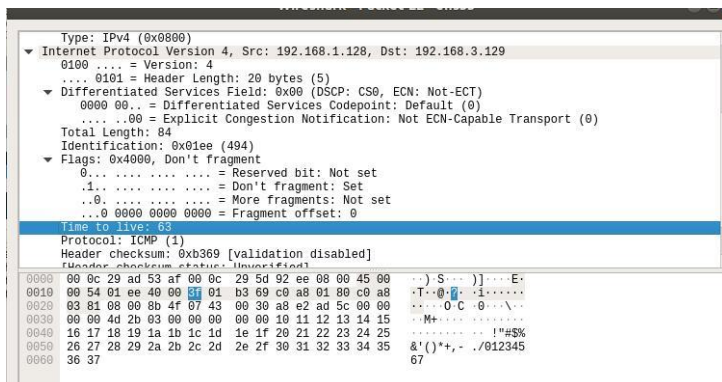 Type: IPv4 (0x0800)
Internet Protocol Version 4, Src: 192.168.1.128, Dst: 192.168.3.129
0100 .... = Version: 4
.... 0101 = Header Length: 20 bytes (5)
Differentiated Services Field: 0x00 (DSCP: CS0, ECN: Not-ECT)
0000 00.. = Differentiated Services Codepoint: Default (0)
.... ..00 = Explicit Congestion Notification: Not ECN-Capable Transport (0)
Total Length: 84
Identification: 0x01ee (494)
Flags: 0x4000, Don't fragment
0... .... .... .... = Reserved bit: Not set
.1.. .... .... .... = Don't fragment: Set
..0. .... .... .... = More fragments: Not set
...0 0000 0000 0000 = Fragment offset: 0
Time to live: 63
Protocol: ICMP (1)
Header checksum: 0xb369 [validation disabled]
[Header checksum status: Unverified]
0000 00 0c 29 ad 53 af 00 0c 29 5d 92 ee 08 00 45 00 ··)·S··· )]····E·
0010 00 54 01 ee 40 00 3f 01 b3 69 c0 a8 01 80 c0 a8 ·T··@·?· ·i······
0020 03 81 08 00 8b 4f 07 43 00 30 a8 e2 ad 5c 00 00 ·····O·C ·0···\··
0030 00 00 4d 2b 03 00 00 00 00 00 10 11 12 13 14 15 ··M+···· ········
0040 16 17 18 19 1a 1b 1c 1d 1e 1f 20 21 22 23 24 25 ········ ·· !"#$%
0050 26 27 28 29 2a 2b 2c 2d 2e 2f 30 31 32 33 34 35 &'()*+,- ./012345
0060 36 37 67